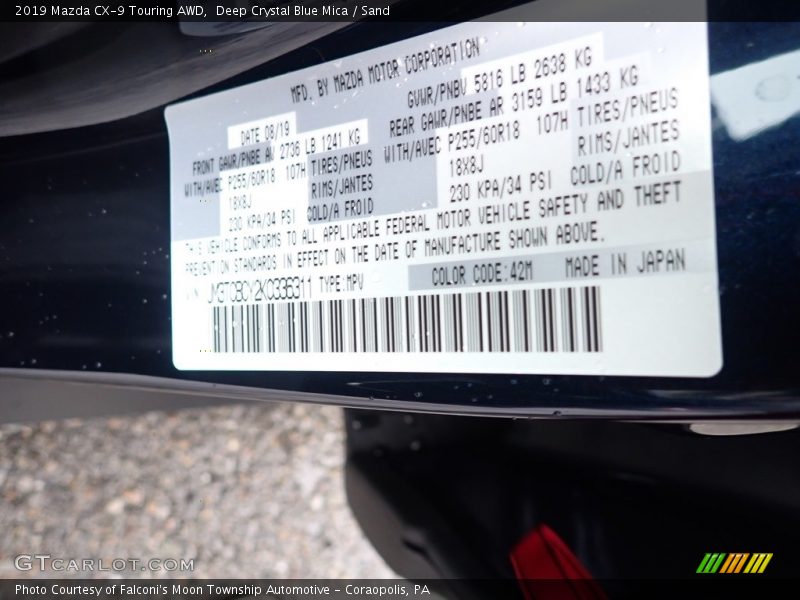 2019 Mazda CX-9 Touring AWD,  Deep Crystal Blue Mica / Sand
MFD. BY MAZDA MOTOR CORPORATION
DATE 08/19 GVWR/PNBV 5816 LB 2638 KG
FRONT GAWR/PNBE AV 2736 LB 1241 KG REAR GAWR/PNBE AR 3159 LB 1433 KG
WITH/AVEC P255/60R18 107H TIRES/PNEUS WITH/AVEC P255/60R18 107H TIRES/PNEUS
18X8J RIMS/JANTES 18X8J RIMS/JANTES
230 KPA/34 PSI COLD/A FROID 230 KPA/34 PSI COLD/A FROID
THIS VEHICLE CONFORMS TO ALL APPLICABLE FEDERAL MOTOR VEHICLE SAFETY AND THEFT
PREVENTION STANDARDS IN EFFECT ON THE DATE OF MANUFACTURE SHOWN ABOVE.
TYPE:MPV COLOR CODE:42M MADE IN JAPAN
GTCARLOT.COM
Photo Courtesy of Falconi's Moon Township Automotive - Coraopolis, PA